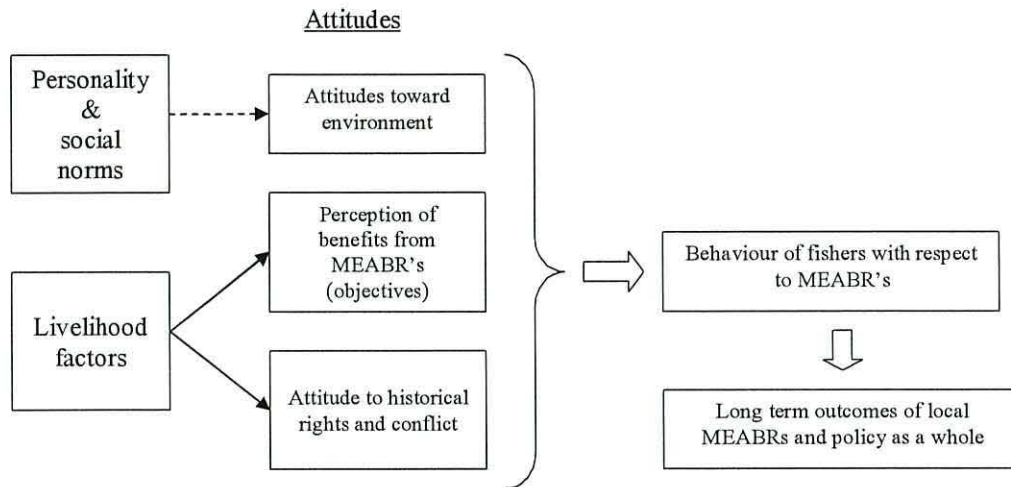 Attitudes
Personality
&
social
norms
Attitudes toward
environment
Perception of
benefits from
MEABR's
(objectives)
Livelihood
factors
Attitude to historical
rights and conflict
Behaviour of fishers with respect
to MEABR's
Long term outcomes of local
MEABRs and policy as a whole